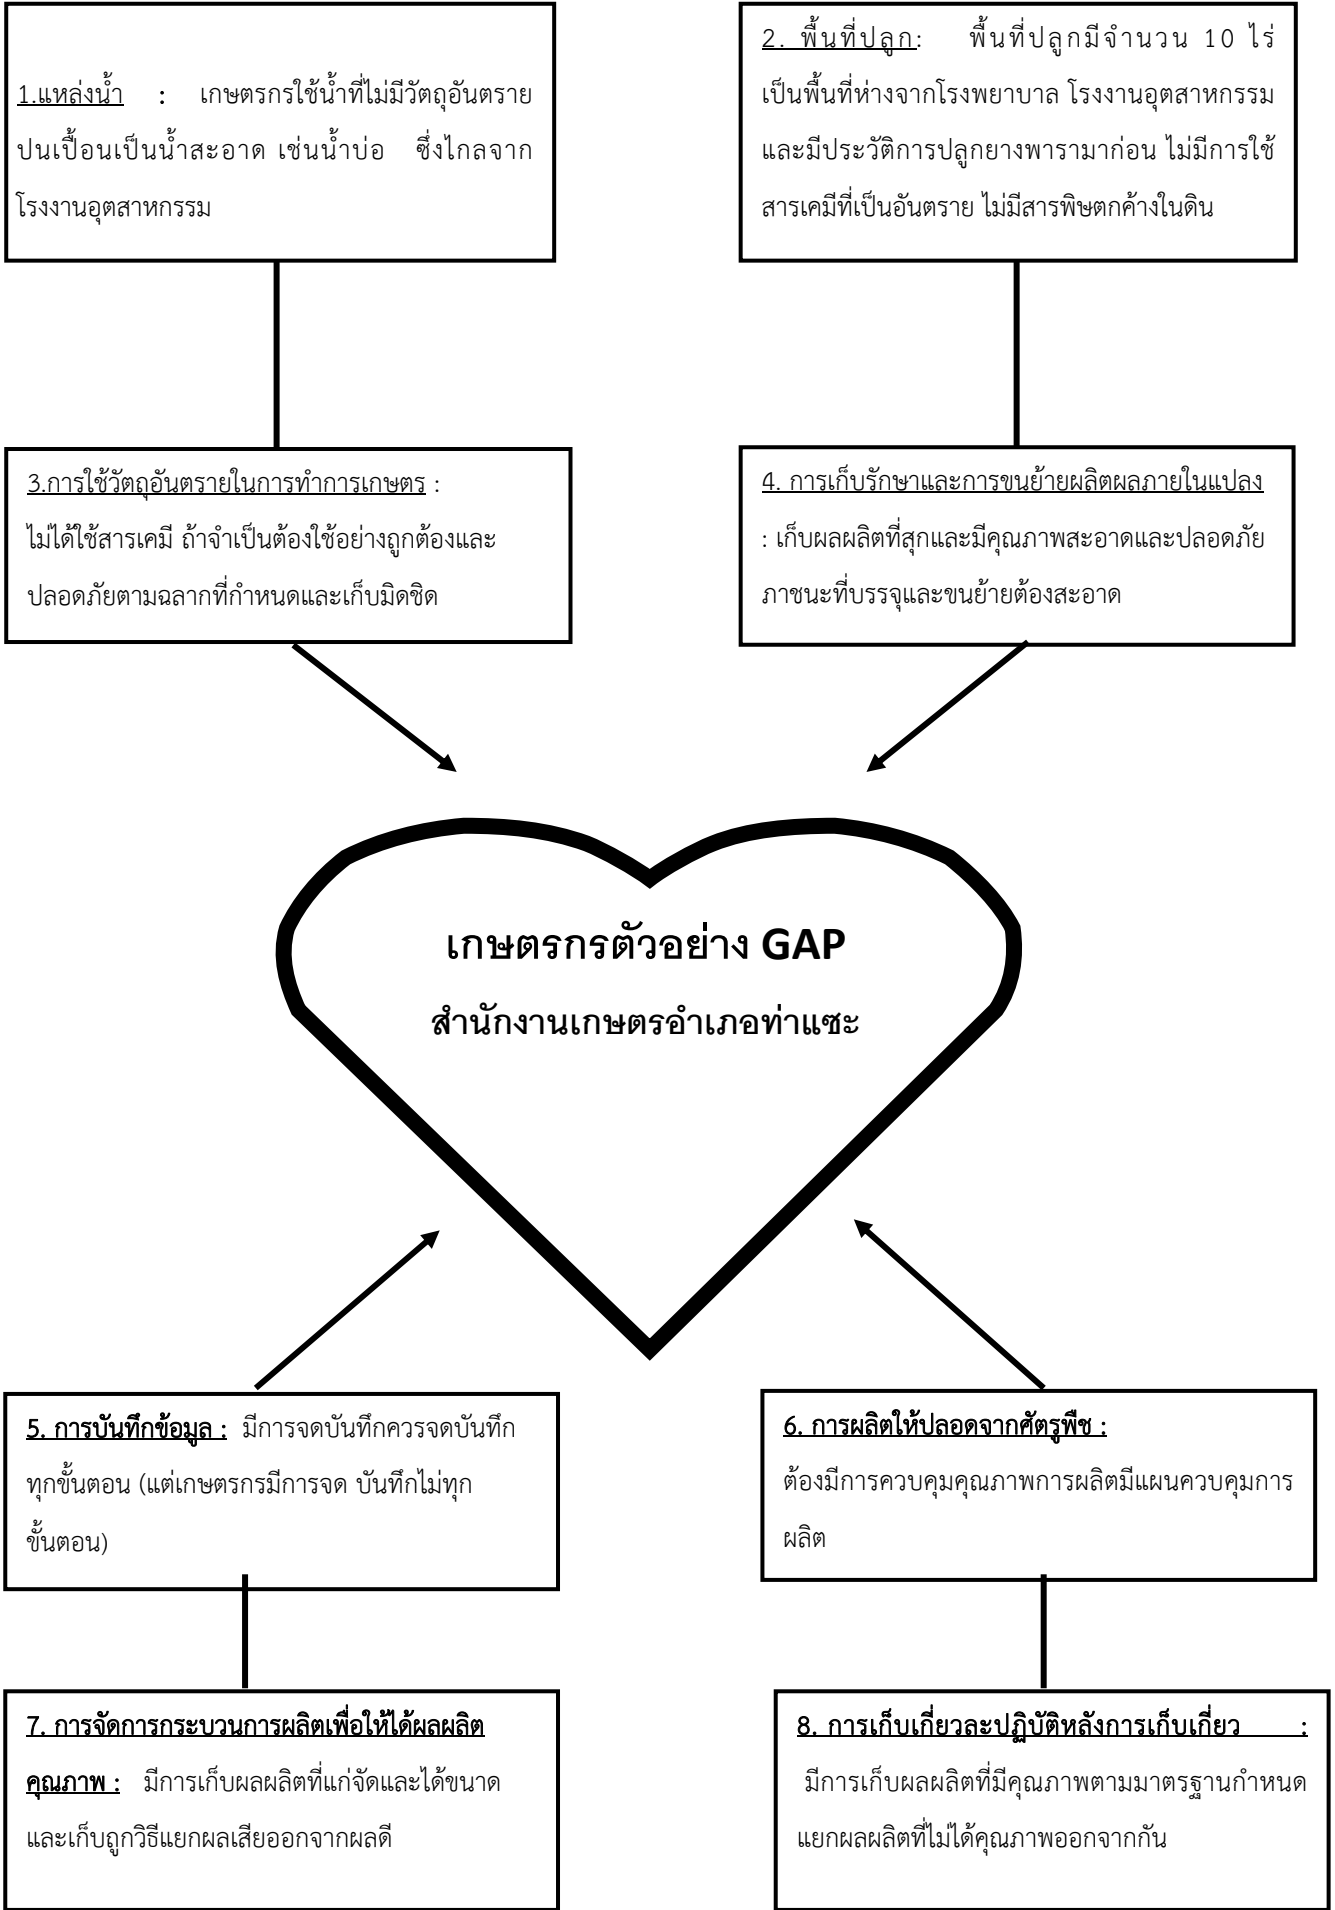 1.แหล่งน้ำ : เกษตรกรใช้น้ำที่ไม่มีวัตถุอันตราย
ปนเปื้อนเป็นน้ำสะอาด เช่นน้ำบ่อ ซึ่งไกลจาก
โรงงานอุตสาหกรรม
2. พื้นที่ปลูก: พื้นที่ปลูกมีจำนวน 10 ไร่
เป็นพื้นที่ห่างจากโรงพยาบาล โรงงานอุตสาหกรรม
และมีประวัติการปลูกยางพารามาก่อน ไม่มีการใช้
สารเคมีที่เป็นอันตราย ไม่มีสารพิษตกค้างในดิน
3.การใช้วัตถุอันตรายในการทำการเกษตร :
ไม่ได้ใช้สารเคมี ถ้าจำเป็นต้องใช้อย่างถูกต้องและ
ปลอดภัยตามฉลากที่กำหนดและเก็บมิดชิด
4. การเก็บรักษาและการขนย้ายผลิตผลภายในแปลง
: เก็บผลผลิตที่สุกและมีคุณภาพสะอาดและปลอดภัย
ภาชนะที่บรรจุและขนย้ายต้องสะอาด
เกษตรกรตัวอย่าง GAP
สำนักงานเกษตรอำเภอท่าแซะ
5. การบันทึกข้อมูล : มีการจดบันทึกควรจดบันทึก
ทุกขั้นตอน (แต่เกษตรกรมีการจด บันทึกไม่ทุก
ขั้นตอน)
6. การผลิตให้ปลอดจากศัตรูพืช :
ต้องมีการควบคุมคุณภาพการผลิตมีแผนควบคุมการ
ผลิต
7. การจัดการกระบวนการผลิตเพื่อให้ได้ผลผลิต
คุณภาพ : มีการเก็บผลผลิตที่แก่จัดและได้ขนาด
และเก็บถูกวิธีแยกผลเสียออกจากผลดี
8. การเก็บเกี่ยวละปฏิบัติหลังการเก็บเกี่ยว :
มีการเก็บผลผลิตที่มีคุณภาพตามมาตรฐานกำหนด
แยกผลผลิตที่ไม่ได้คุณภาพออกจากกัน